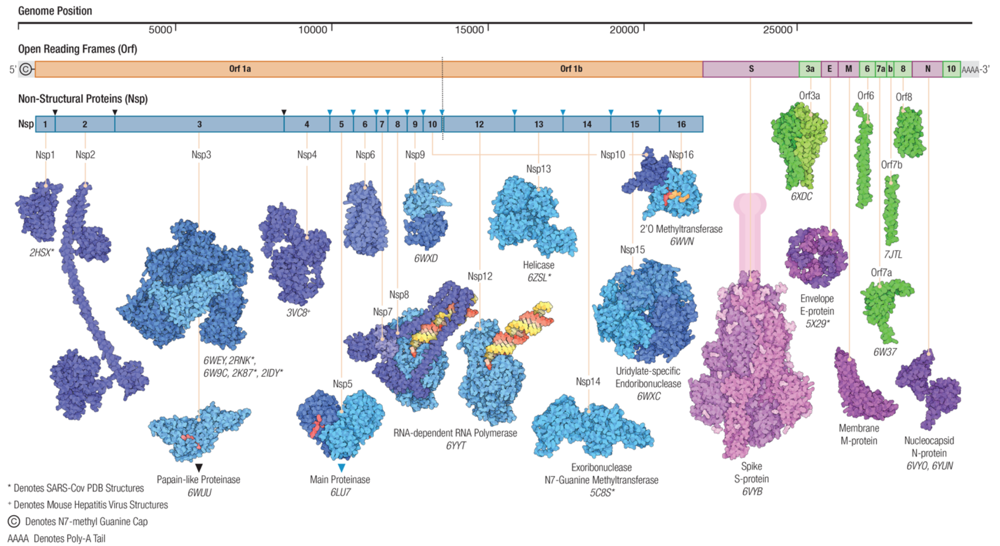 Genome Position
5000 10000 15000 20000 25000
Open Reading Frames (Orf)
5' © Orf 1a Orf 1b S 3a E M 6 7a b 8 N 10 AAAA-3'
Non-Structural Proteins (Nsp)
Nsp 1 2 3 4 5 6 7 8 9 10 12 13 14 15 16
Orf3a Orf6 Orf8
Nsp1 Nsp2 Nsp3 Nsp4 Nsp6 Nsp9 Nsp10 Nsp16
Orf7b
Nsp13
6XDC
2'O Methyltransferase
6WVN
Nsp15
2HSX*
6WXD
7JTL
Helicase
6ZSL*
Orf7a
Nsp12
Nsp8
Envelope
E-protein
5X29*
Nsp7
3VC8⁺
6W37
6WEY, 2RNK*,
6W9C, 2K87*, 2IDY*
Uridylate-specific
Endoribonuclease
6WXC
Nsp5
Nsp14
RNA-dependent RNA Polymerase
6YYT
Membrane
M-protein
Nucleocapsid
N-protein
6VYO, 6YUN
Papain-like Proteinase
6WUU
Main Proteinase
6LU7
Exoribonuclease
N7-Guanine Methyltransferase
5C8S*
Spike
S-protein
6VYB
* Denotes SARS-Cov PDB Structures
⁺ Denotes Mouse Hepatitis Virus Structures
© Denotes N7-methyl Guanine Cap
AAAA Denotes Poly-A Tail